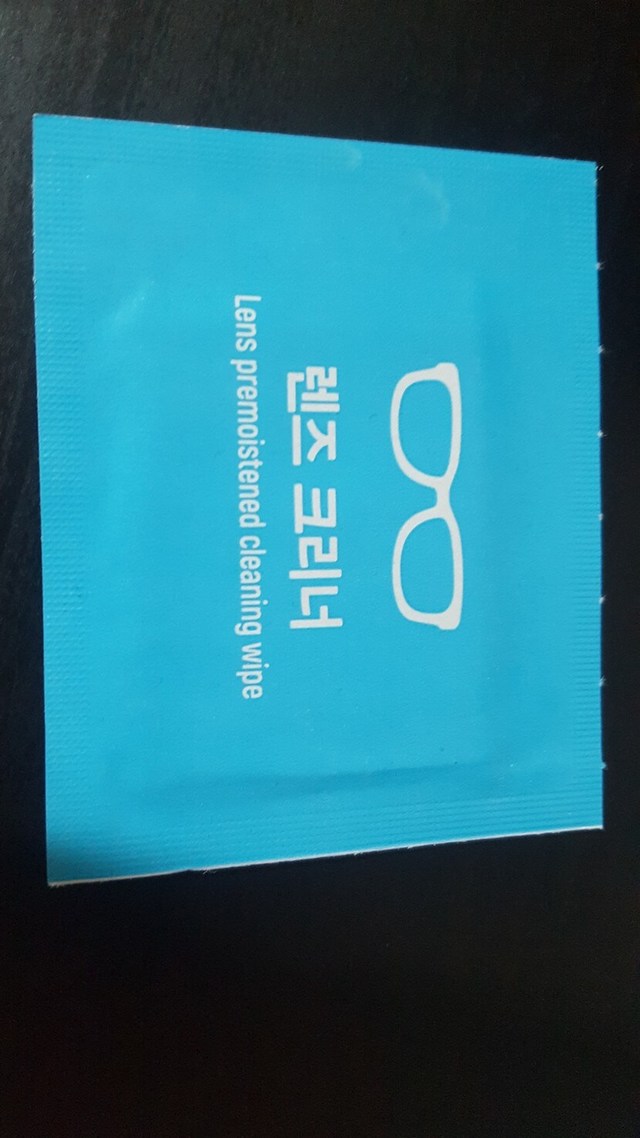 렌즈 크리너
Lens premoistened cleaning wipe